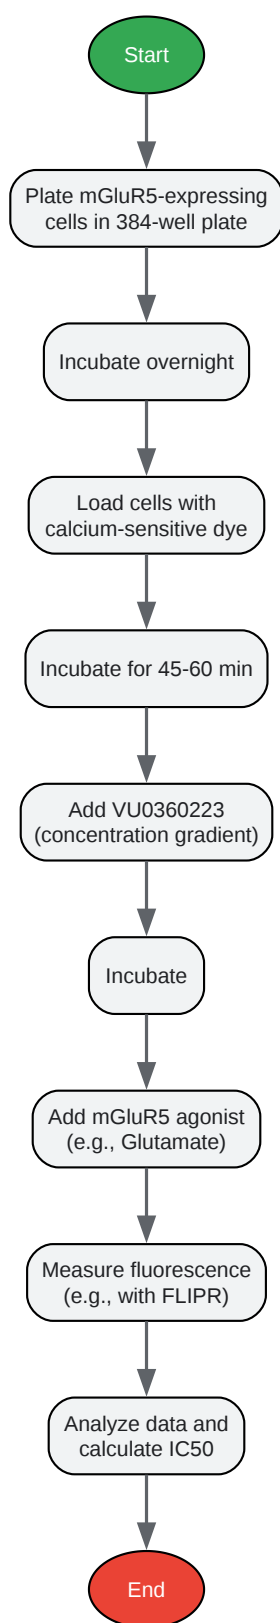 Start
Plate mGluR5-expressing
cells in 384-well plate
Incubate overnight
Load cells with
calcium-sensitive dye
Incubate for 45-60 min
Add VU0360223
(concentration gradient)
Incubate
Add mGluR5 agonist
(e.g., Glutamate)
Measure fluorescence
(e.g., with FLIPR)
Analyze data and
calculate IC50
End